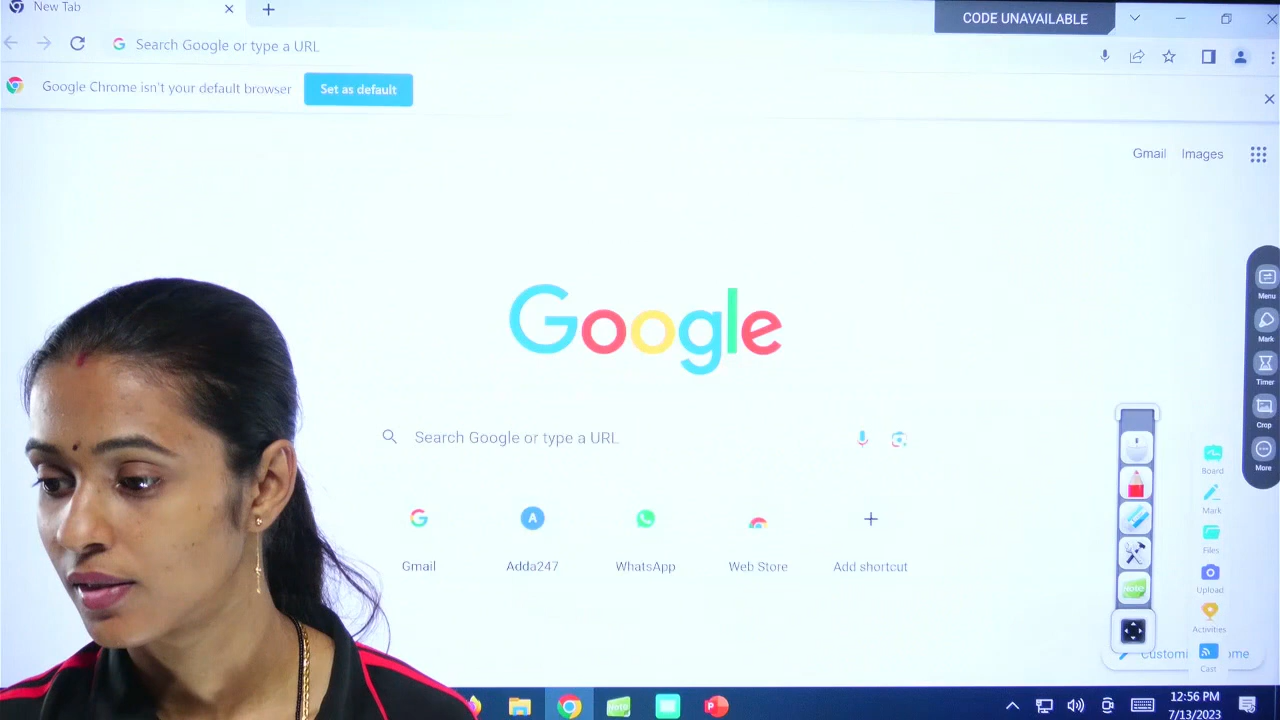 New Tab
CODE UNAVAILABLE
Search Google or type a URL
Google Chrome isn't your default browser
Set as default
Gmail Images
Google
Search Google or type a URL
A
Gmail Adda247 WhatsApp Web Store Add shortcut
Menu
Mark
Timer
Crop
More
Board
Mark
Files
Upload
Activities
Cast
12:56 PM
7/13/2023